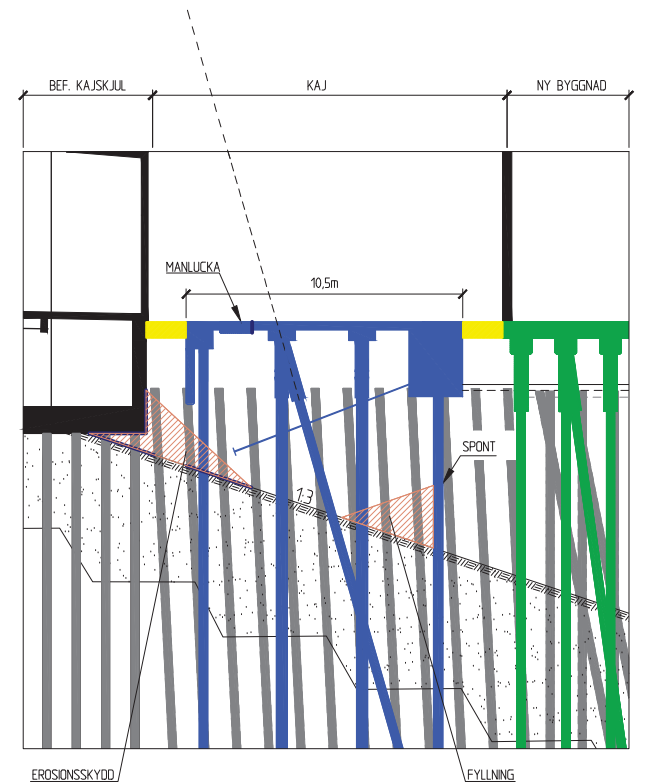 BEF. KAJSKJUL
KAJ
NY BYGGNAD
MANLUCKA
10,5m
SPONT
1:3
EROSIONSSKYDD
FYLLNING